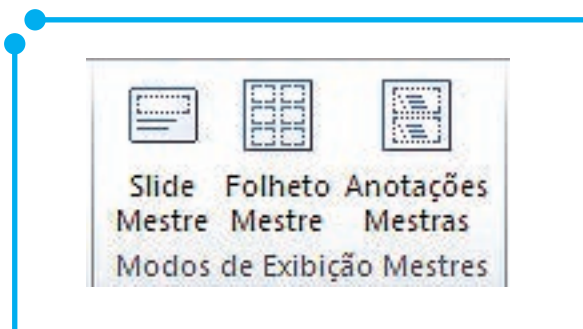 Slide Folheto Anotações
Mestre Mestre Mestras
Modos de Exibição Mestres